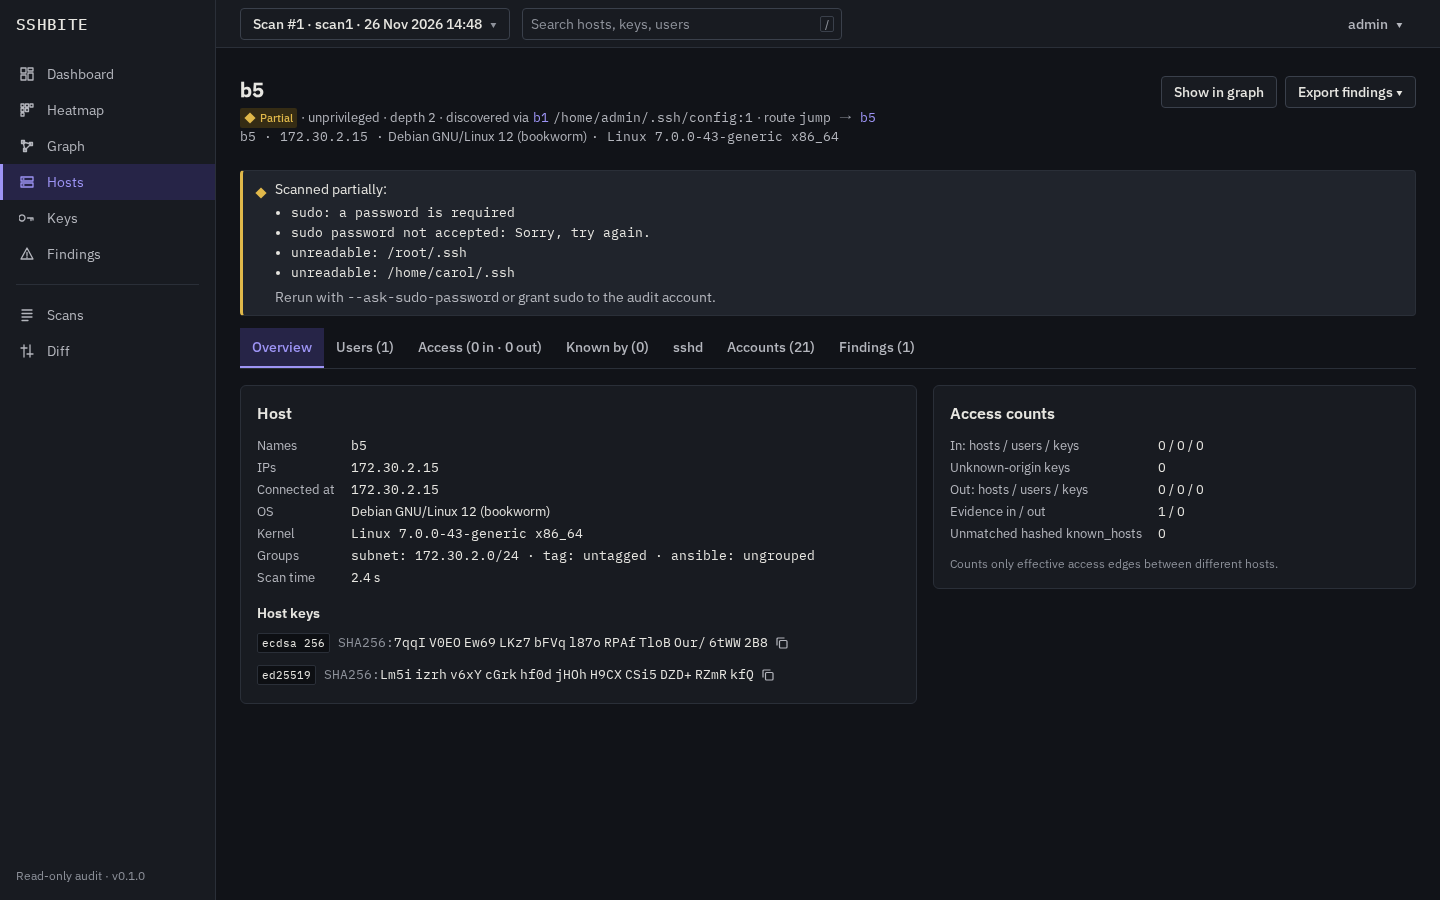 SSHBITE
Scan #1 · scan1 · 26 Nov 2026 14:48 ▾
Search hosts, keys, users /
admin ▾
Dashboard
Heatmap
Graph
Hosts
Keys
Findings
Scans
Diff
Read-only audit · v0.1.0
b5
Show in graph
Export findings ▾
◆ Partial · unprivileged · depth 2 · discovered via b1 /home/admin/.ssh/config:1 · route jump → b5
b5 · 172.30.2.15 · Debian GNU/Linux 12 (bookworm) · Linux 7.0.0-43-generic x86_64
◆ Scanned partially:
• sudo: a password is required
• sudo password not accepted: Sorry, try again.
• unreadable: /root/.ssh
• unreadable: /home/carol/.ssh
Rerun with --ask-sudo-password or grant sudo to the audit account.
Overview Users (1) Access (0 in · 0 out) Known by (0) sshd Accounts (21) Findings (1)
Host
Names b5
IPs 172.30.2.15
Connected at 172.30.2.15
OS Debian GNU/Linux 12 (bookworm)
Kernel Linux 7.0.0-43-generic x86_64
Groups subnet: 172.30.2.0/24 · tag: untagged · ansible: ungrouped
Scan time 2.4 s
Host keys
ecdsa 256 SHA256:7qqI V0EO Ew69 LKz7 bFVq l87o RPAf TloB Our/ 6tWW 2B8
ed25519 SHA256:Lm5i izrh v6xY cGrk hf0d jHOh H9CX CSi5 DZD+ RZmR kfQ
Access counts
In: hosts / users / keys 0 / 0 / 0
Unknown-origin keys 0
Out: hosts / users / keys 0 / 0 / 0
Evidence in / out 1 / 0
Unmatched hashed known_hosts 0
Counts only effective access edges between different hosts.